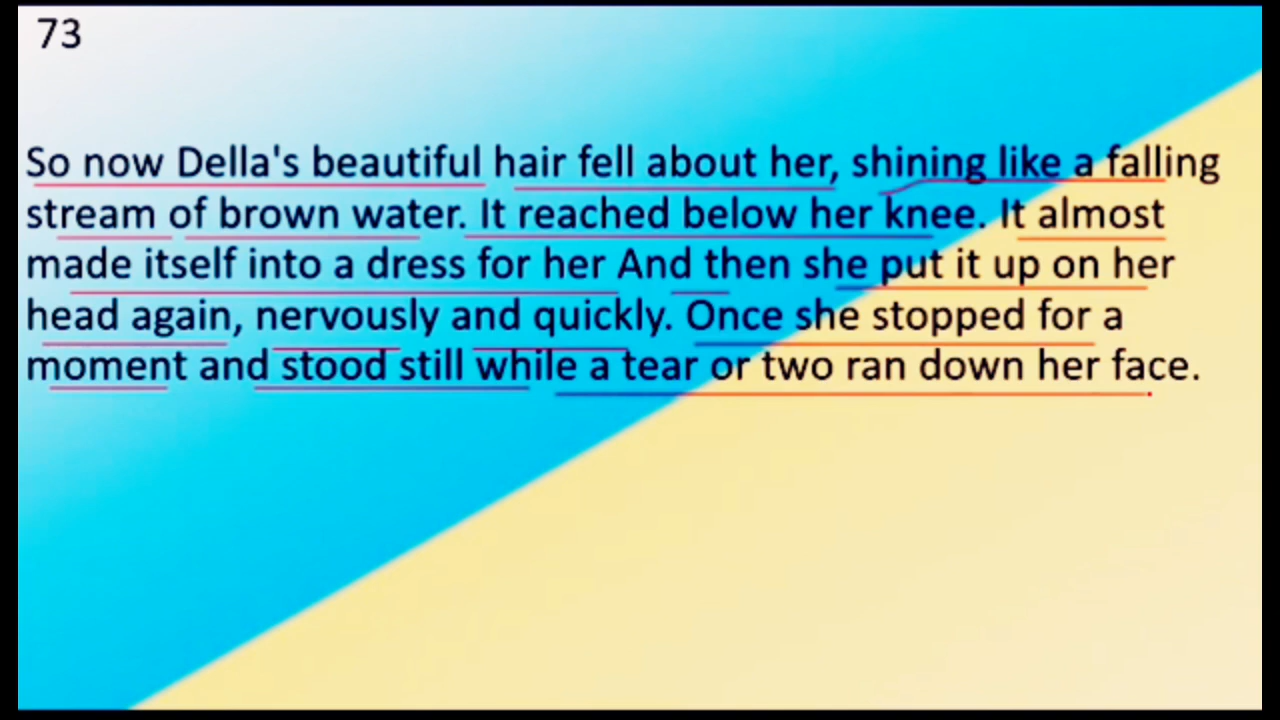 73
So now Della's beautiful hair fell about her, shining like a falling
stream of brown water. It reached below her knee. It almost
made itself into a dress for her And then she put it up on her
head again, nervously and quickly. Once she stopped for a
moment and stood still while a tear or two ran down her face.